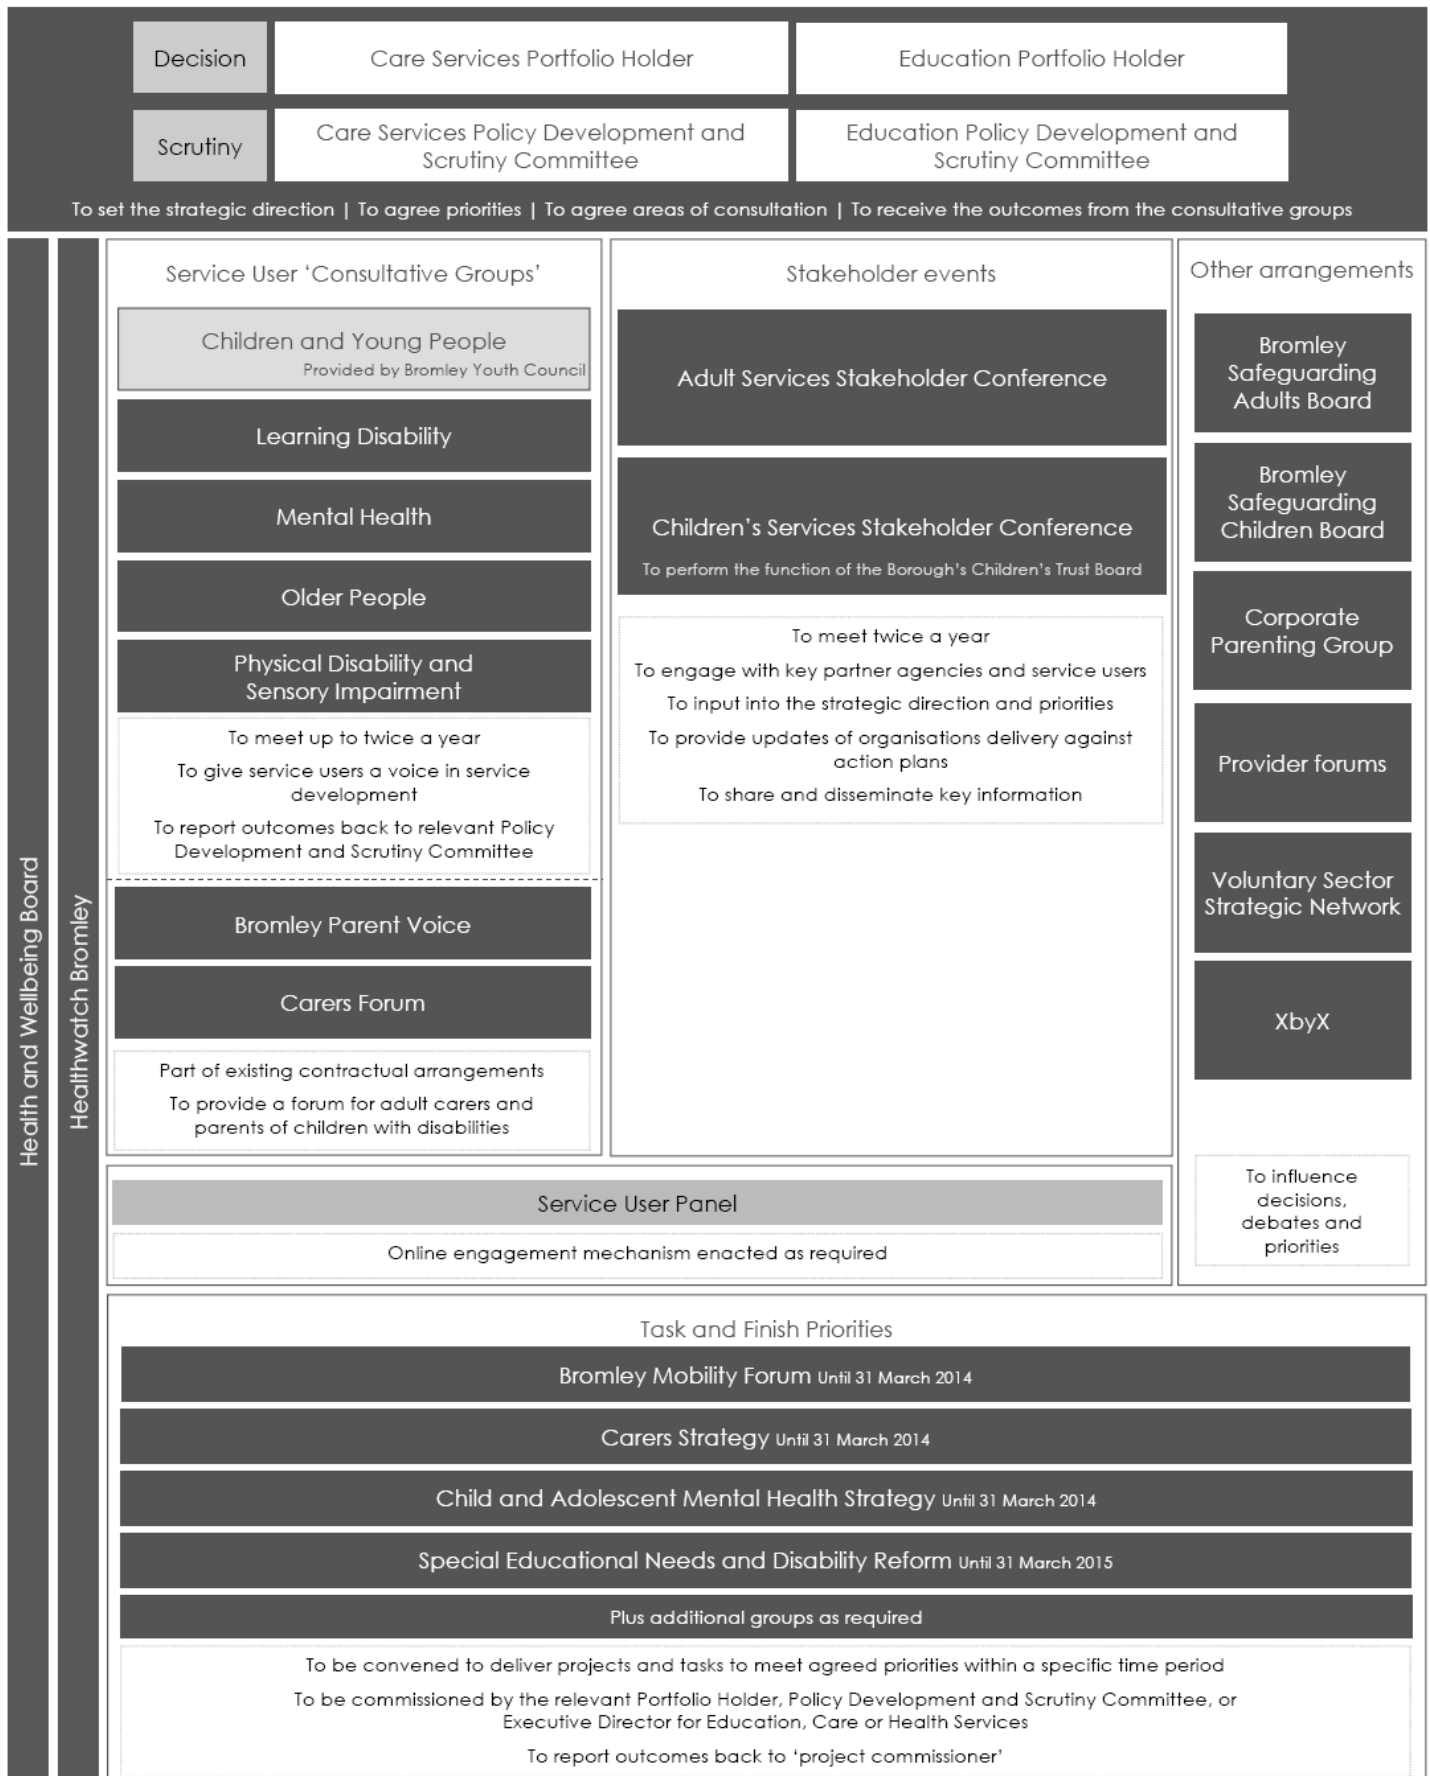 Decision
Care Services Portfolio Holder
Education Portfolio Holder
Scrutiny
Care Services Policy Development and
Scrutiny Committee
Education Policy Development and
Scrutiny Committee
To set the strategic direction | To agree priorities | To agree areas of consultation | To receive the outcomes from the consultative groups
Health and Wellbeing Board
Healthwatch Bromley
Service User ‘Consultative Groups’
Children and Young People
Provided by Bromley Youth Council
Learning Disability
Mental Health
Older People
Physical Disability and
Sensory Impairment
To meet up to twice a year
To give service users a voice in service
development
To report outcomes back to relevant Policy
Development and Scrutiny Committee
Bromley Parent Voice
Carers Forum
Part of existing contractual arrangements
To provide a forum for adult carers and
parents of children with disabilities
Stakeholder events
Adult Services Stakeholder Conference
Children’s Services Stakeholder Conference
To perform the function of the Borough’s Children’s Trust Board
To meet twice a year
To engage with key partner agencies and service users
To input into the strategic direction and priorities
To provide updates of organisations delivery against
action plans
To share and disseminate key information
Other arrangements
Bromley
Safeguarding
Adults Board
Bromley
Safeguarding
Children Board
Corporate
Parenting Group
Provider forums
Voluntary Sector
Strategic Network
XbyX
To influence
decisions,
debates and
priorities
Service User Panel
Online engagement mechanism enacted as required
Task and Finish Priorities
Bromley Mobility Forum Until 31 March 2014
Carers Strategy Until 31 March 2014
Child and Adolescent Mental Health Strategy Until 31 March 2014
Special Educational Needs and Disability Reform Until 31 March 2015
Plus additional groups as required
To be convened to deliver projects and tasks to meet agreed priorities within a specific time period
To be commissioned by the relevant Portfolio Holder, Policy Development and Scrutiny Committee, or
Executive Director for Education, Care or Health Services
To report outcomes back to ‘project commissioner’